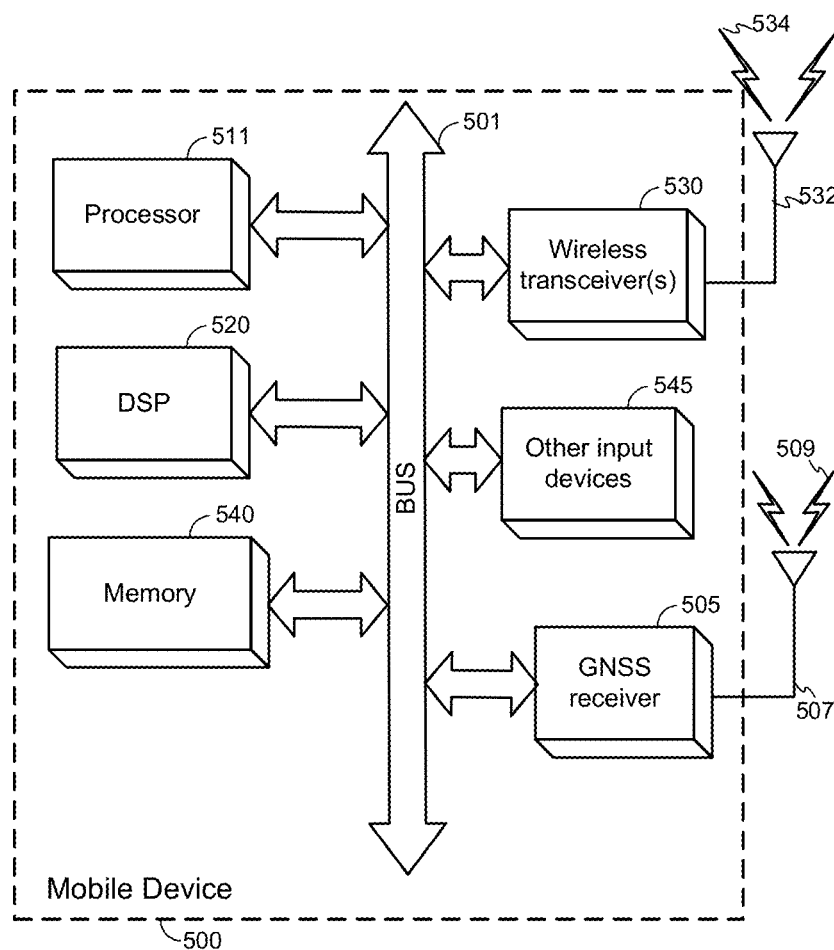 534
511
501
530
Processor
Wireless
transceiver(s)
532
520
545
DSP
Other input
devices
509
BUS
540
505
Memory
GNSS
receiver
507
Mobile Device
500